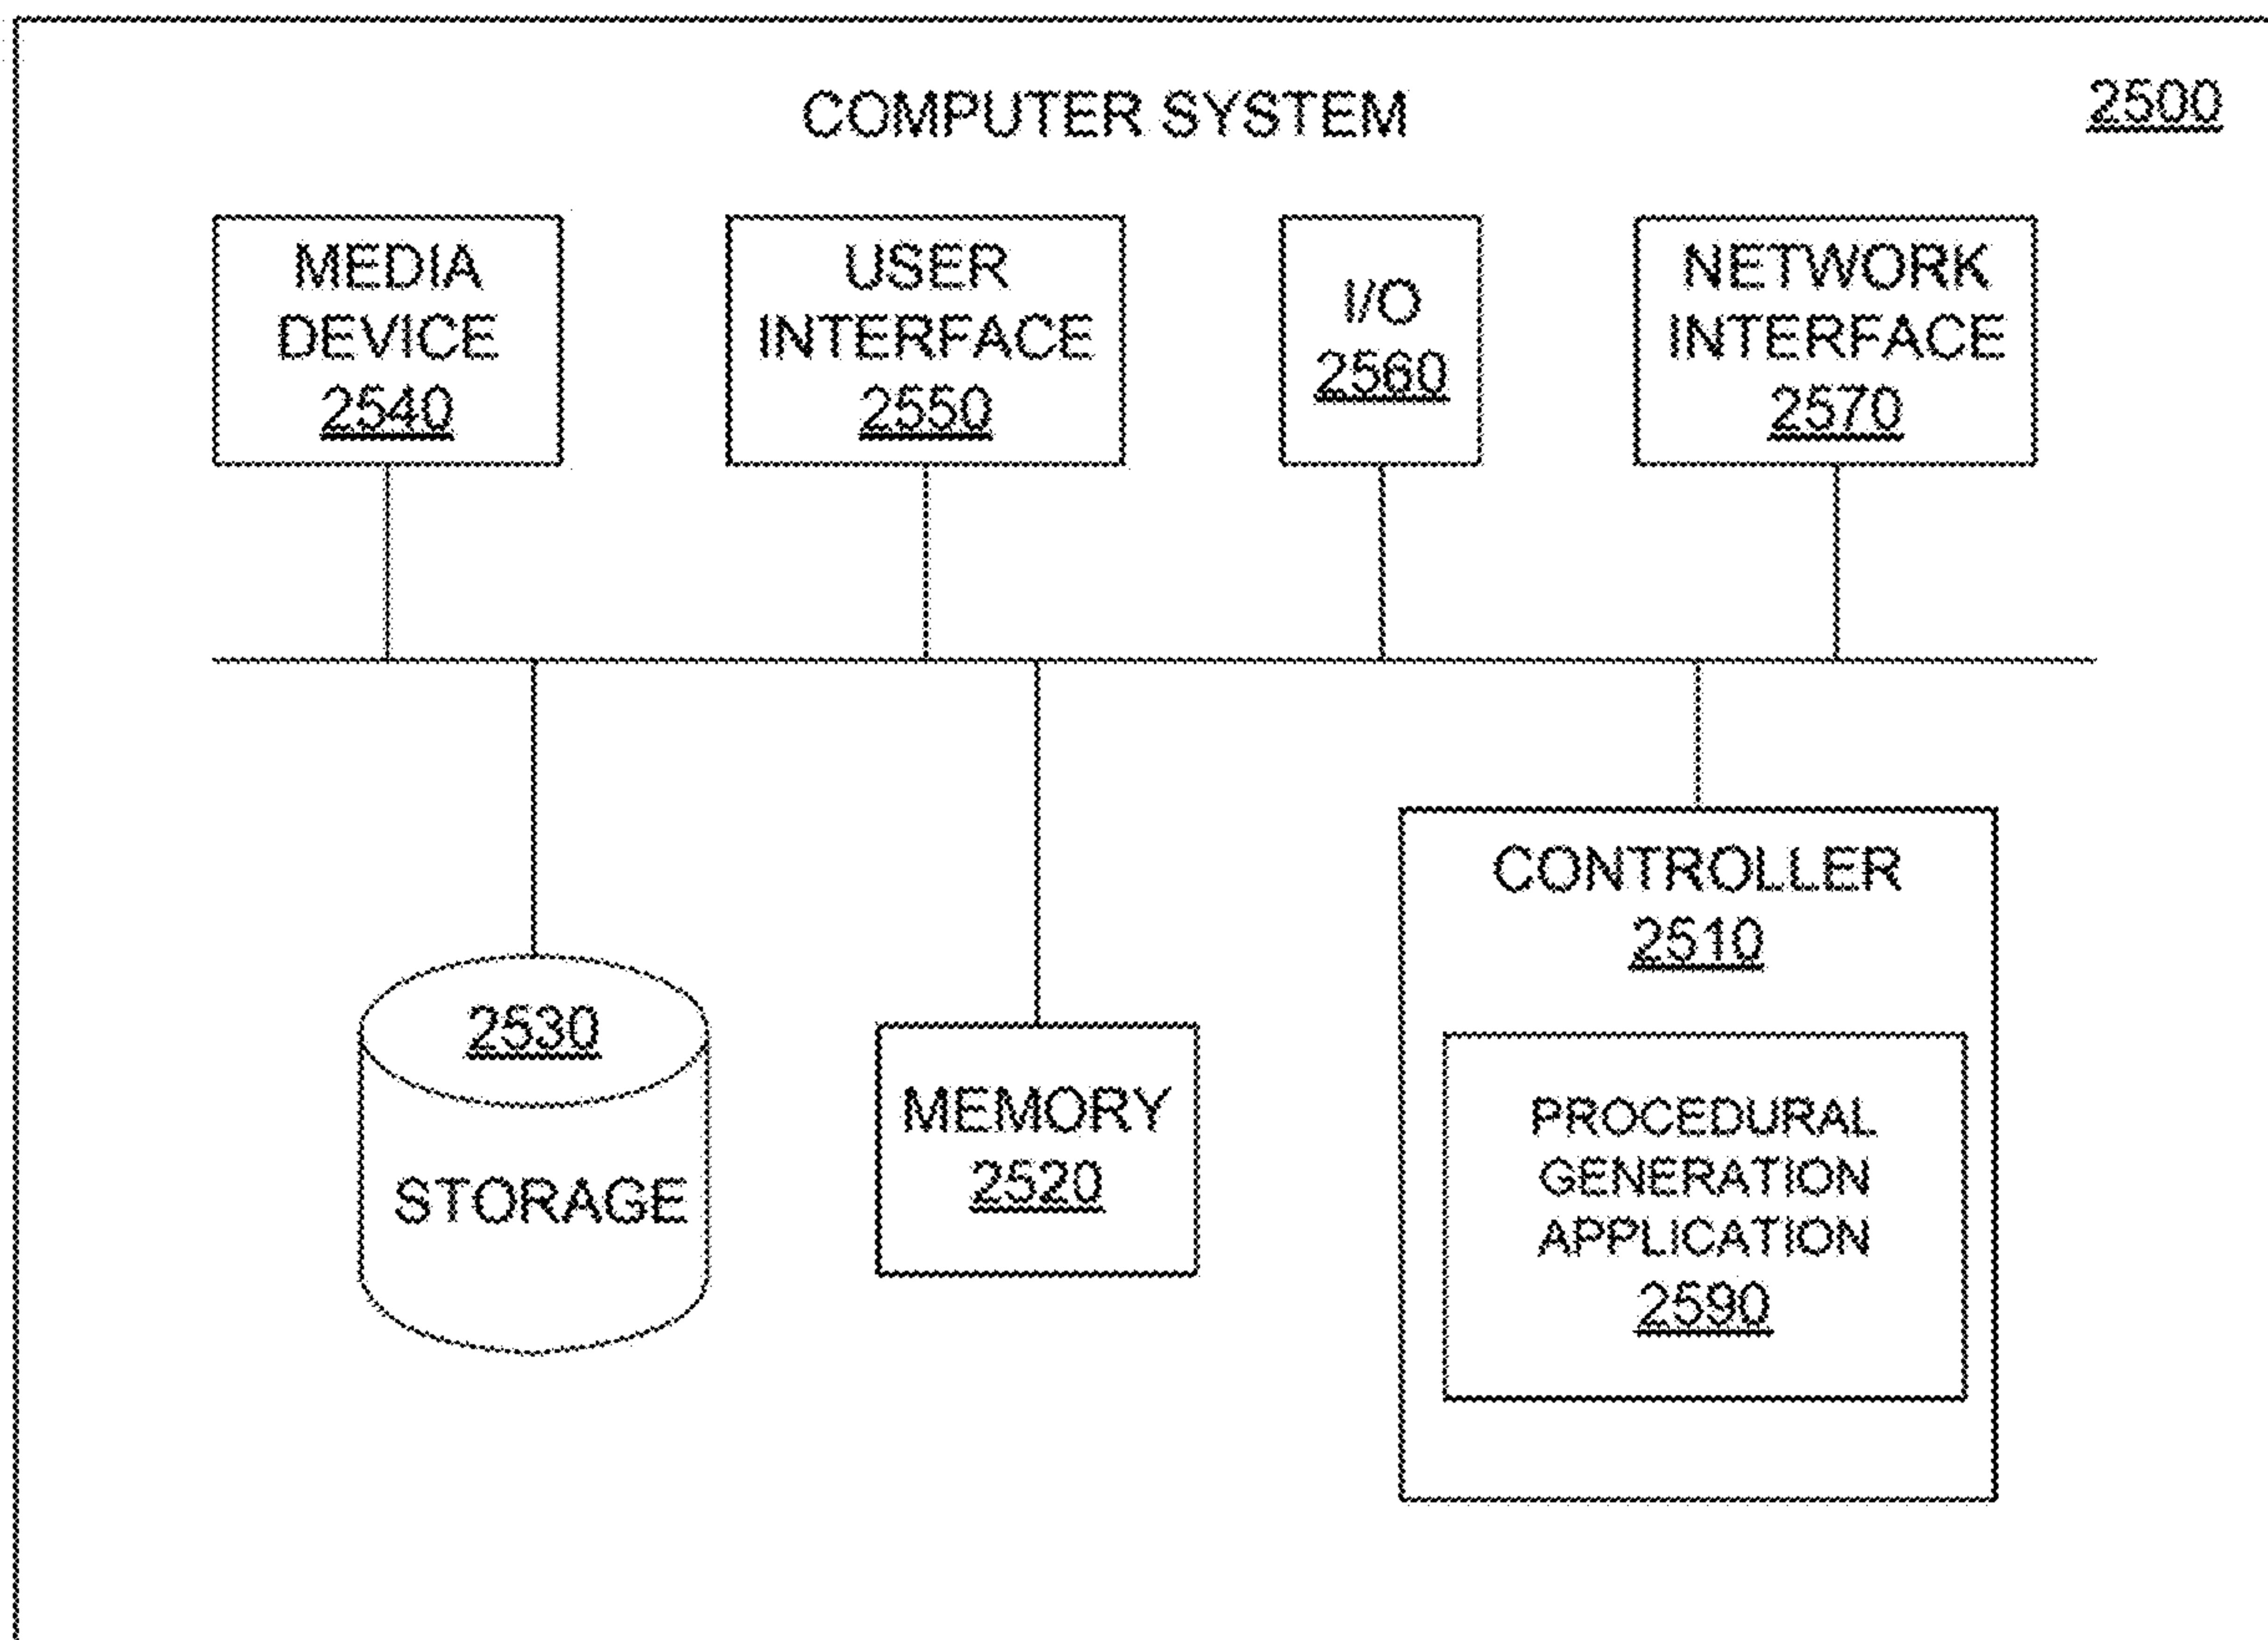 COMPUTER SYSTEM
2500
MEDIA
DEVICE
2540
USER
INTERFACE
2550
I/O
2560
NETWORK
INTERFACE
2570
2530
STORAGE
MEMORY
2520
CONTROLLER
2510
PROCEDURAL
GENERATION
APPLICATION
2590